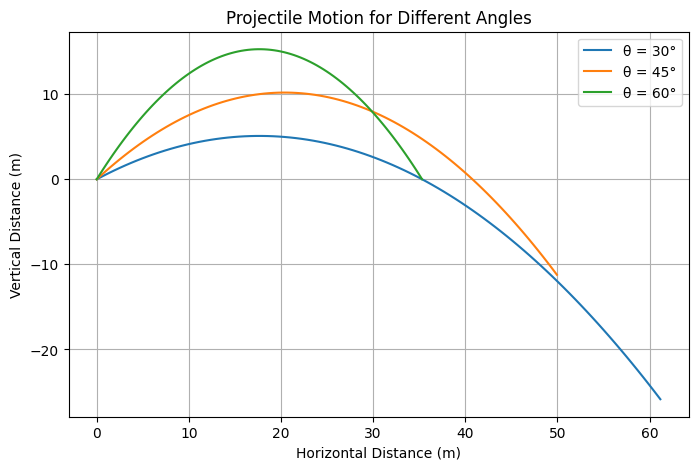 Projectile Motion for Different Angles
θ = 30°
θ = 45°
θ = 60°
Vertical Distance (m)
10
0
−10
−20
0
10
20
30
40
50
60
Horizontal Distance (m)